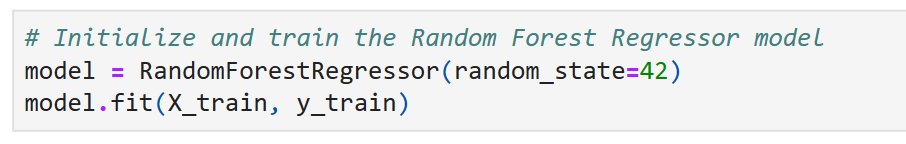 # Initialize and train the Random Forest Regressor model
model = RandomForestRegressor(random_state=42)
model.fit(X_train, y_train)